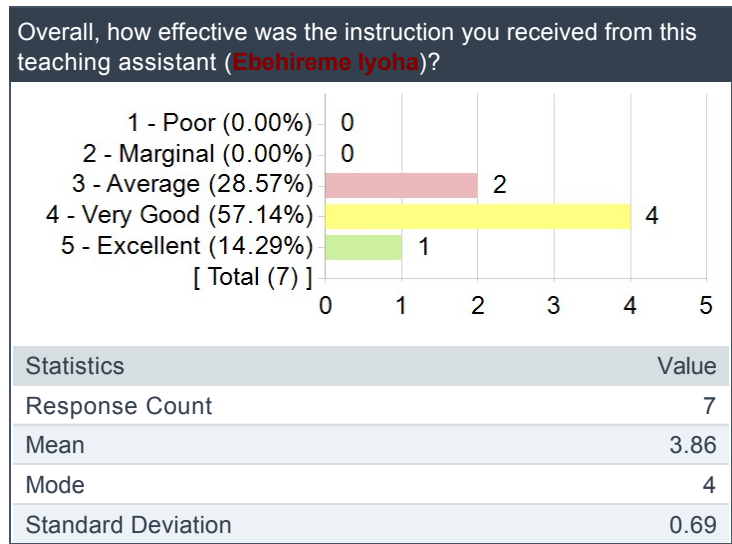 Overall, how effective was the instruction you received from this
teaching assistant (Ebehireme Iyoha)?
1 - Poor (0.00%) 0
2 - Marginal (0.00%) 0
3 - Average (28.57%) 2
4 - Very Good (57.14%) 4
5 - Excellent (14.29%) 1
[ Total (7) ]
0 1 2 3 4 5
Statistics Value
Response Count 7
Mean 3.86
Mode 4
Standard Deviation 0.69